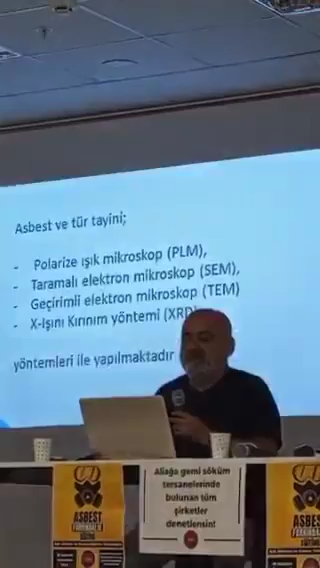 Asbest ve tür tayini;
- Polarize ışık mikroskop (PLM),
- Taramalı elektron mikroskop (SEM),
- Geçirimli elektron mikroskop (TEM)
- X-Işını Kırınım yöntemi (XRD)
yöntemleri ile yapılmaktadır
Aliağa gemi söküm
tersanelerinde
bulunan tüm
şirketler
denetlensin!
ASBEST
ASBEST